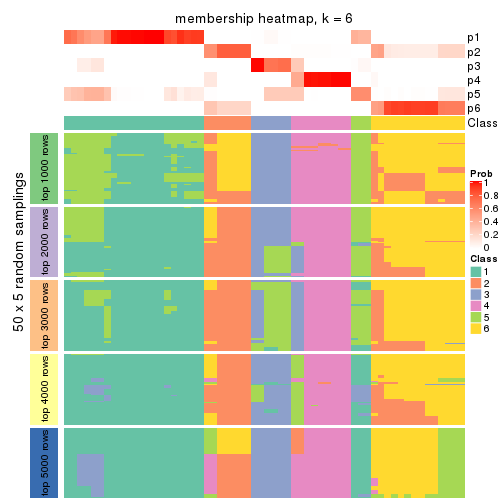 membership heatmap, k = 6
p1
p2
p3
p4
p5
p6
Class
50 x 5 random samplings
top 1000 rows
top 2000 rows
top 3000 rows
top 4000 rows
top 5000 rows
Prob
1
0.8
0.6
0.4
0.2
0
Class
1
2
3
4
5
6